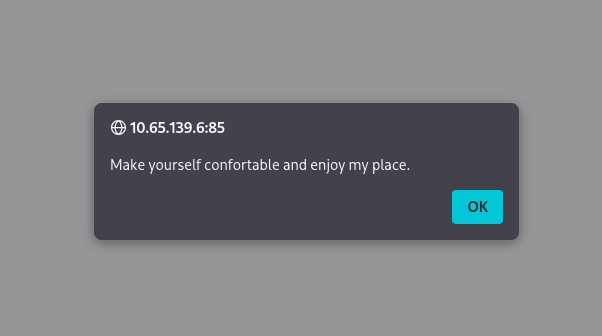 10.65.139.6:85
Make yourself confortable and enjoy my place.
OK